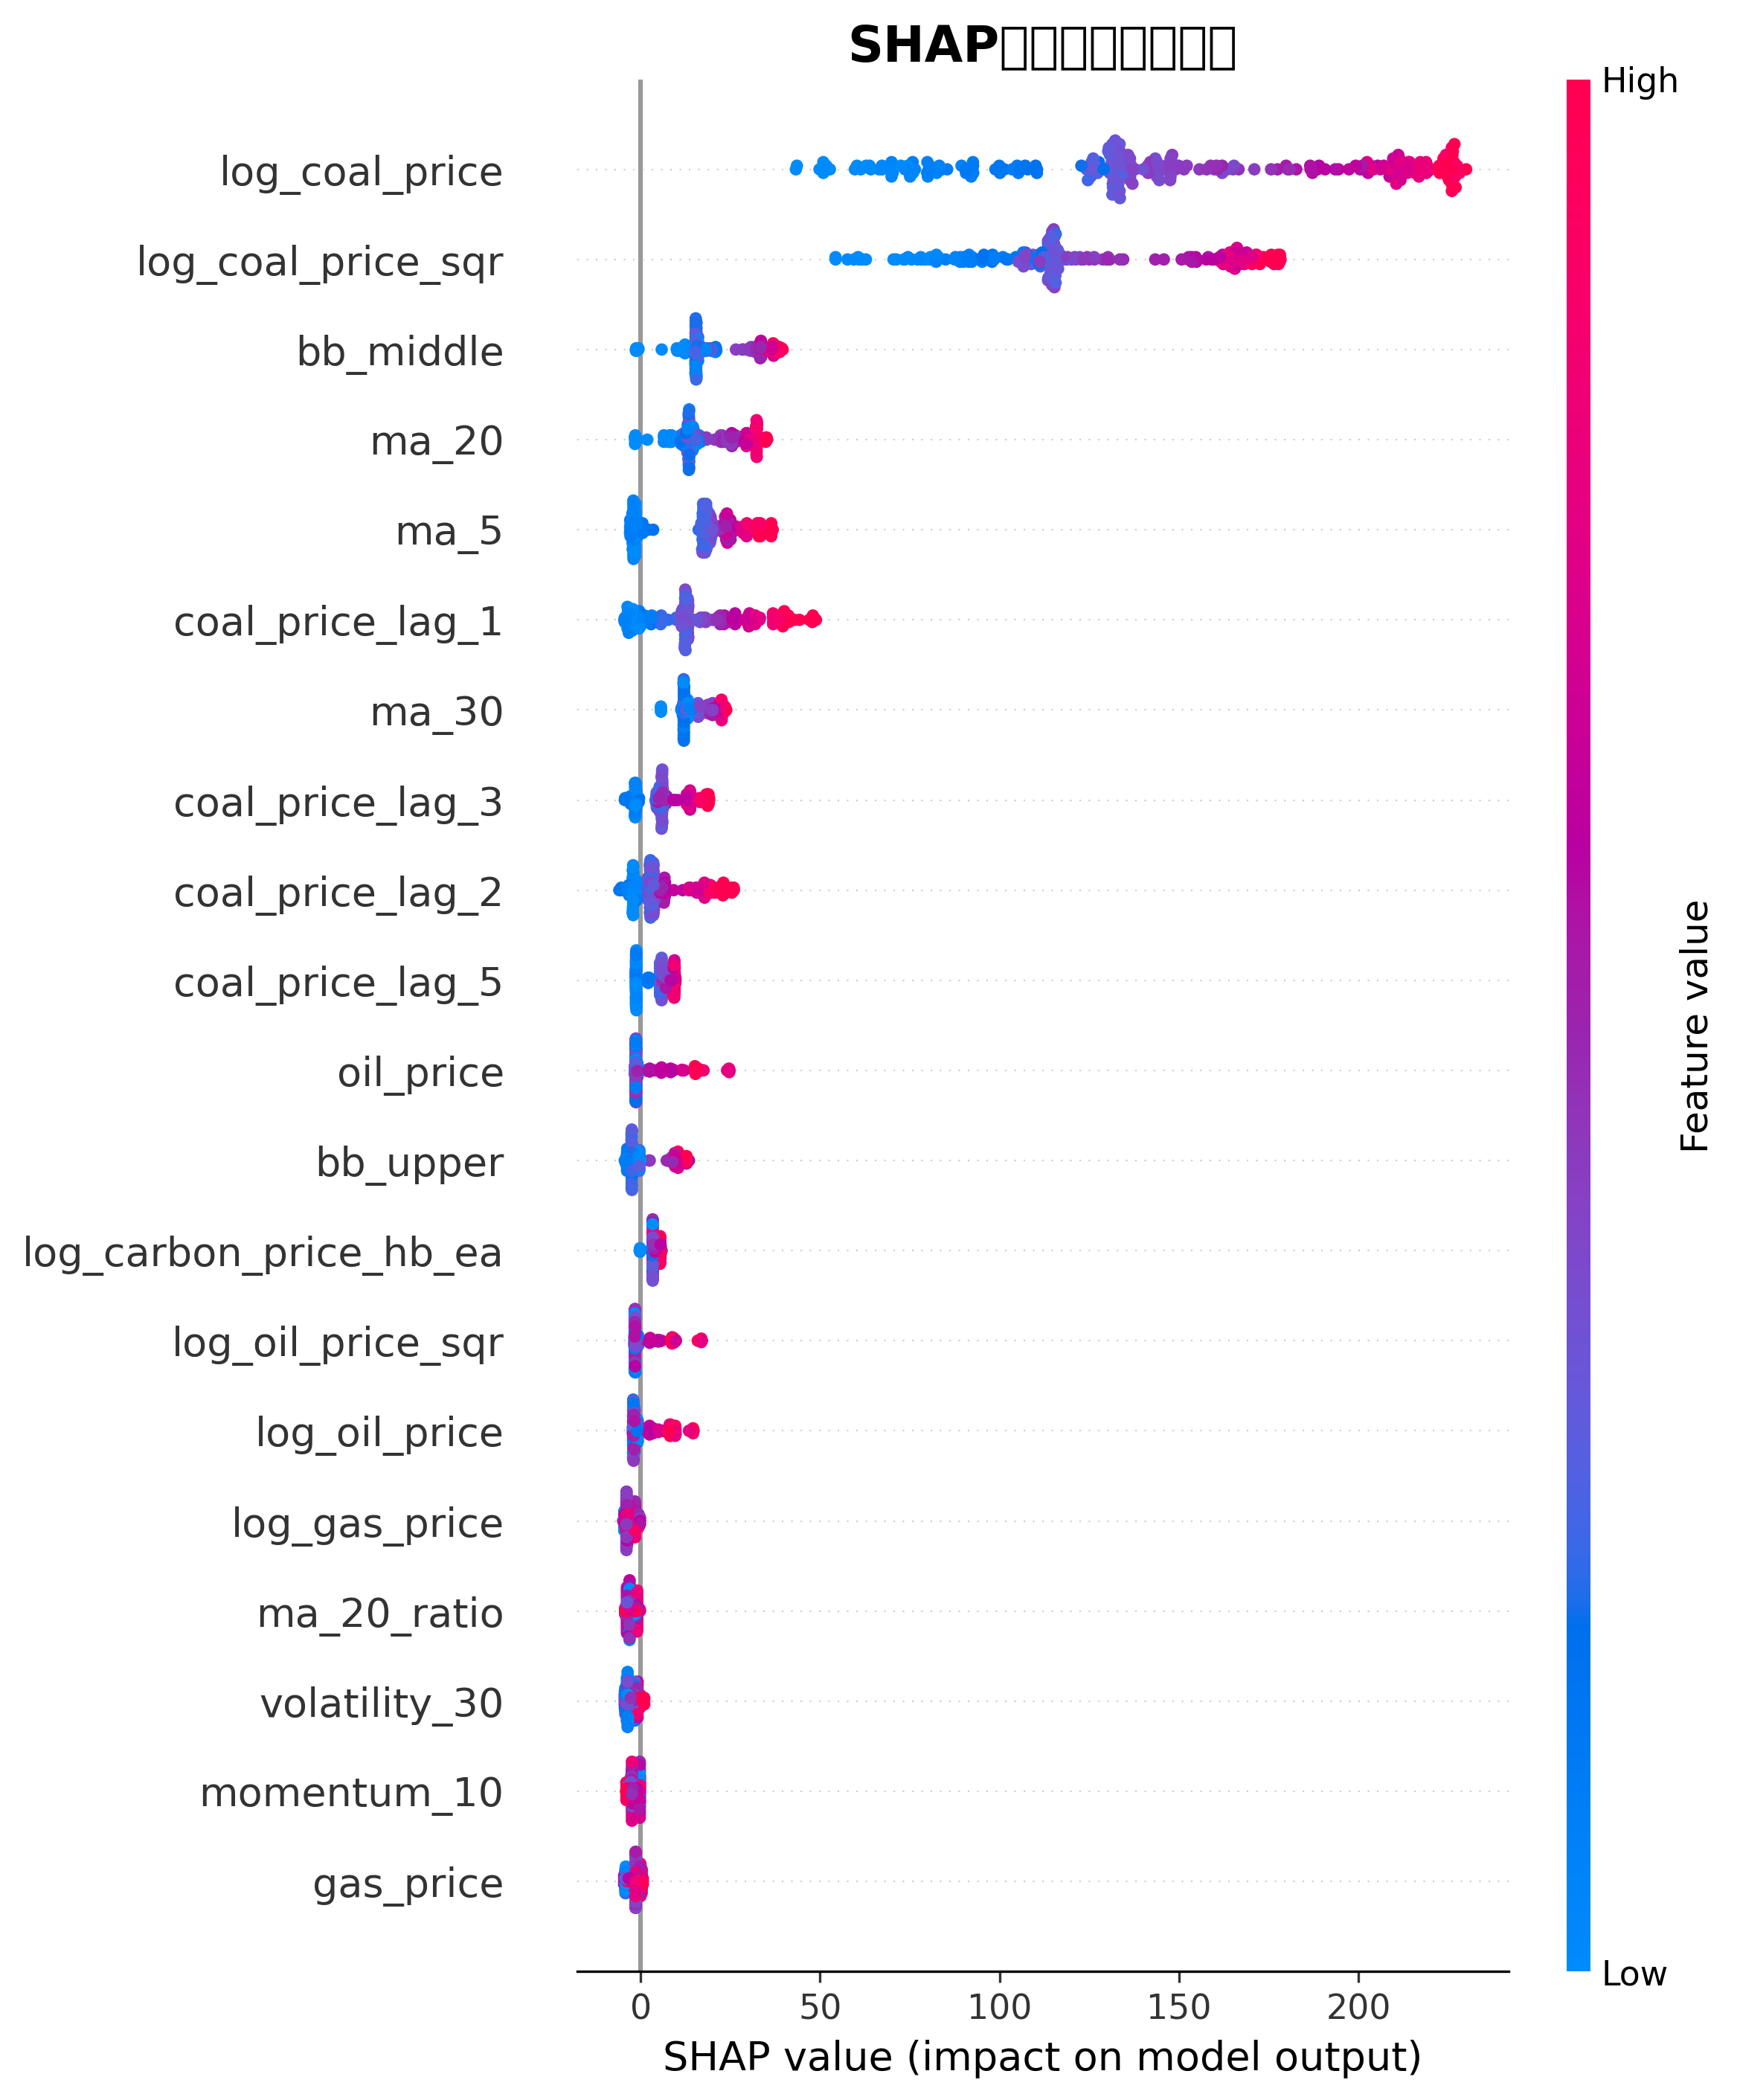 SHAP
High
log_coal_price
log_coal_price_sqr
bb_middle
ma_20
ma_5
coal_price_lag_1
ma_30
coal_price_lag_3
coal_price_lag_2
coal_price_lag_5
oil_price
bb_upper
log_carbon_price_hb_ea
log_oil_price_sqr
log_oil_price
log_gas_price
ma_20_ratio
volatility_30
momentum_10
gas_price
Feature value
Low
0 50 100 150 200
SHAP value (impact on model output)